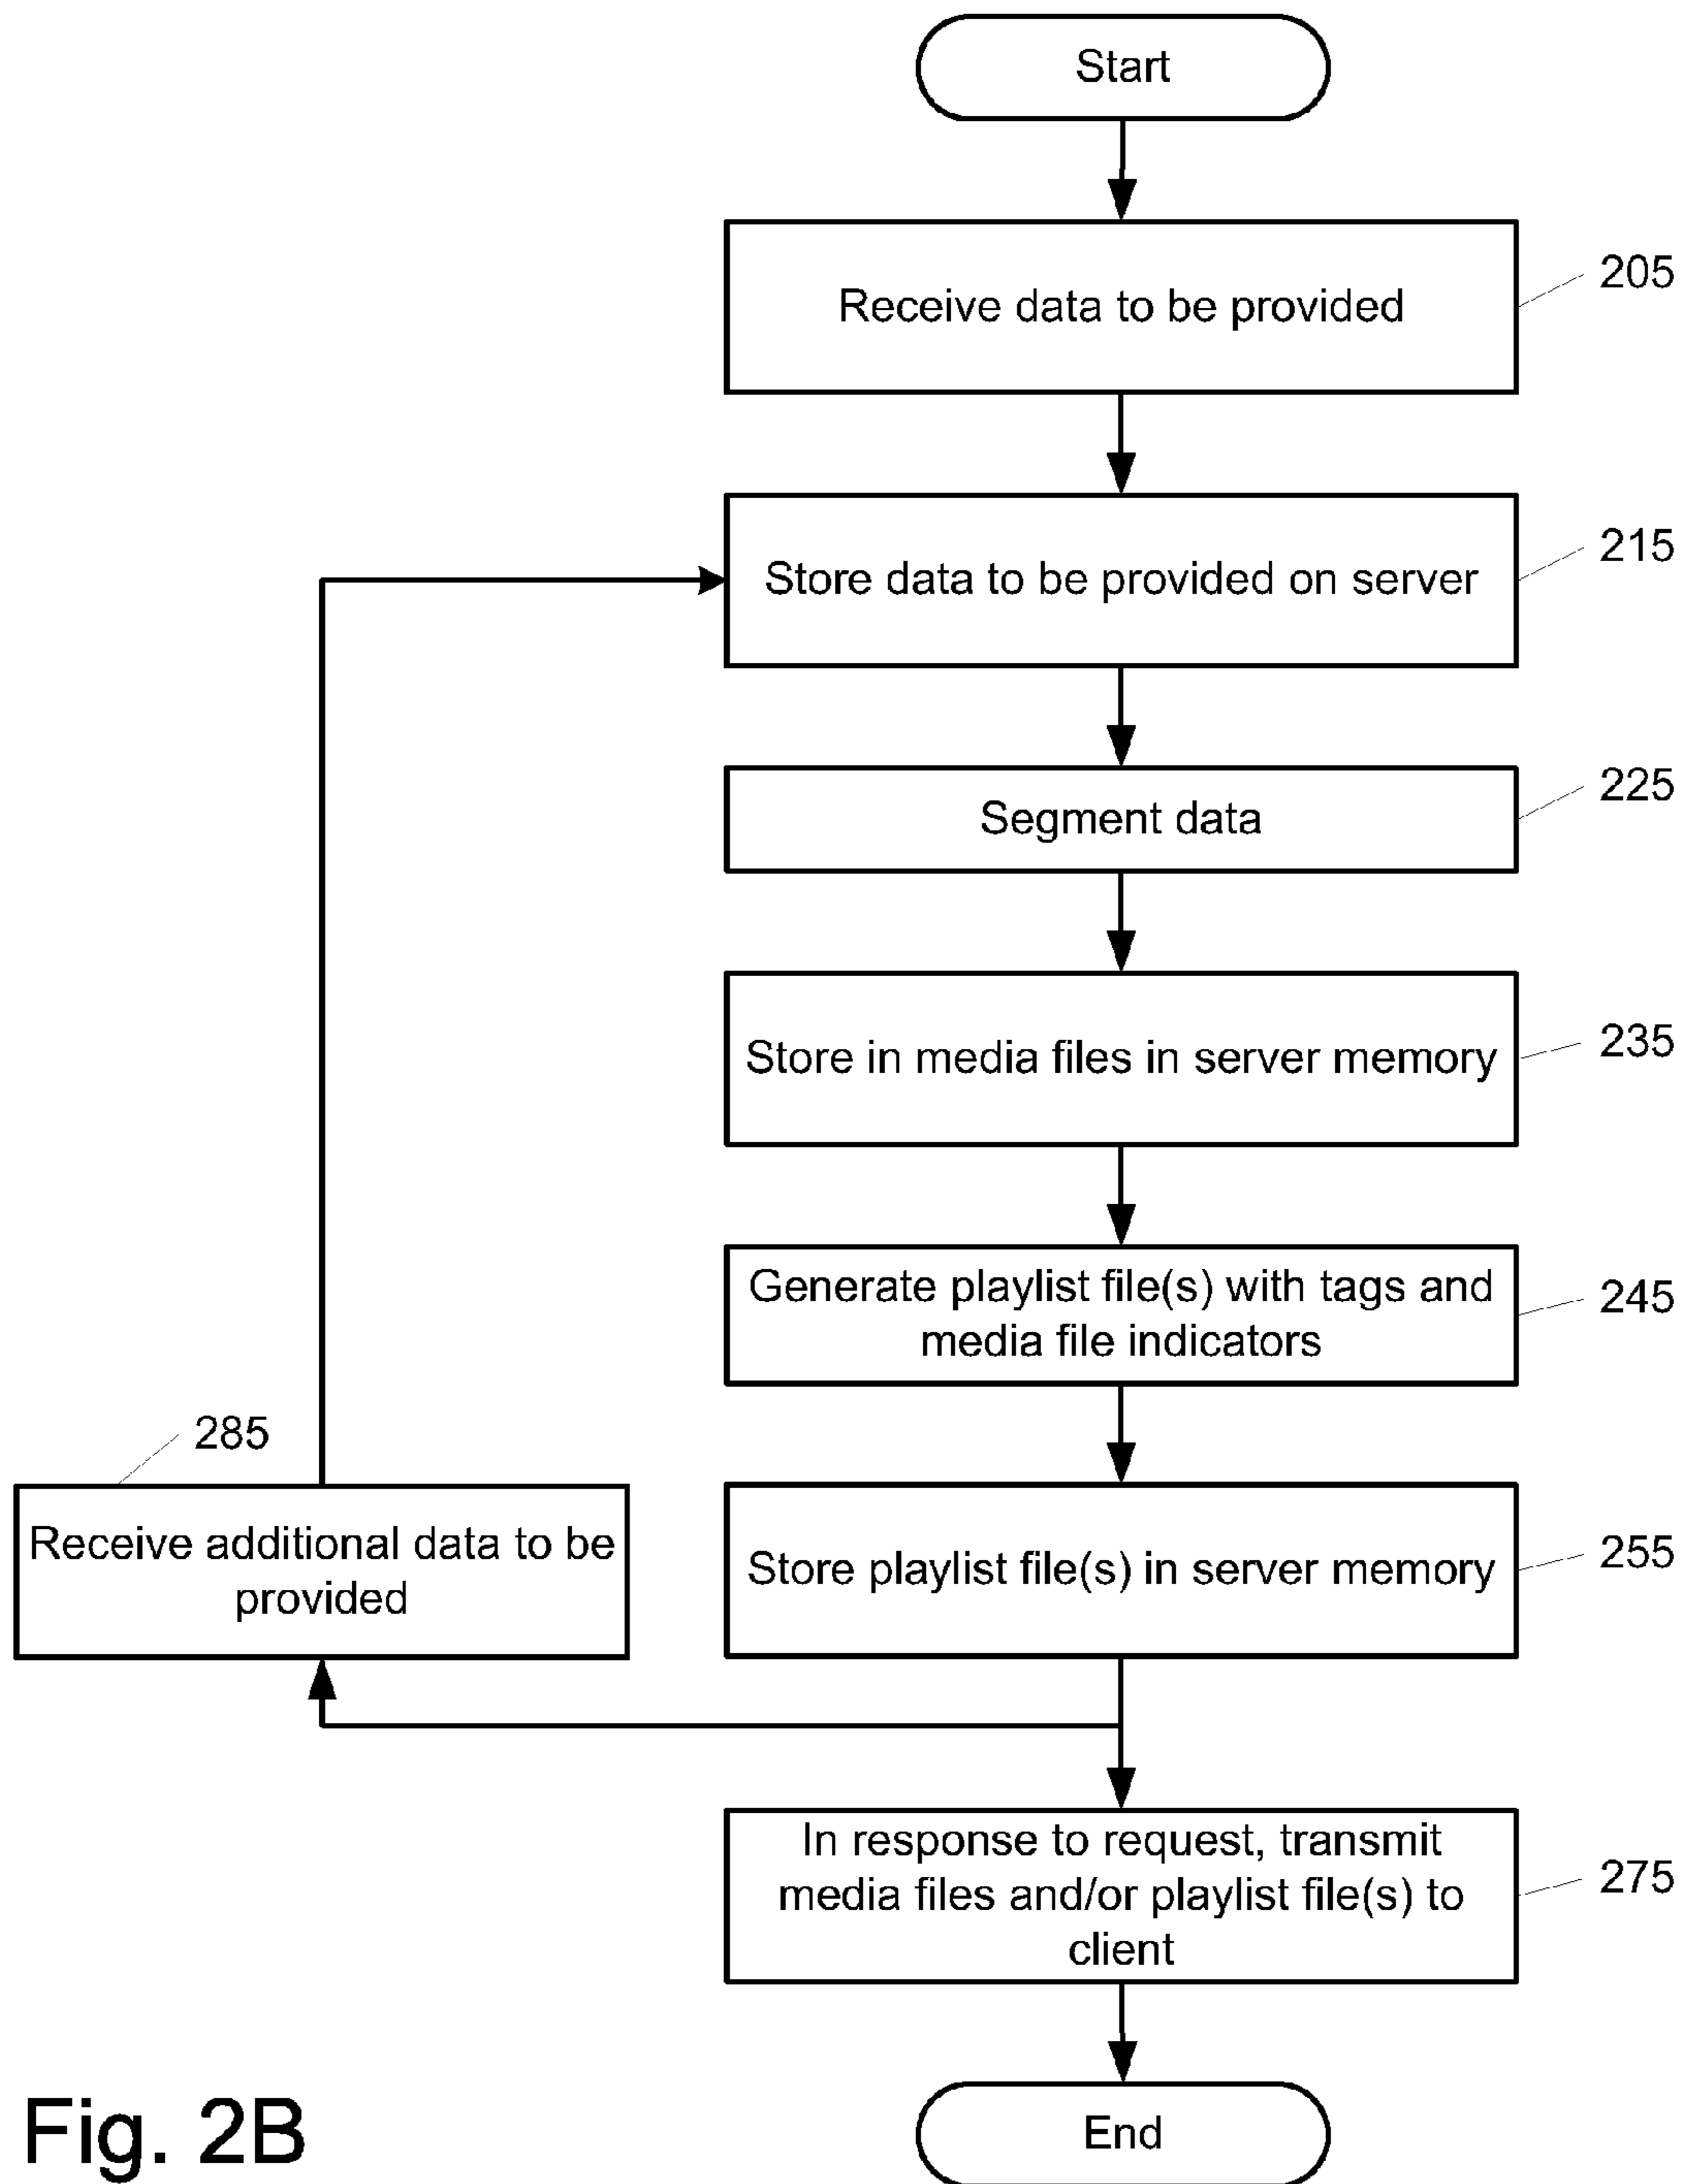 Start
Receive data to be provided
205
Store data to be provided on server
215
Segment data
225
Store in media files in server memory
235
Generate playlist file(s) with tags and
media file indicators
245
285
Receive additional data to be
provided
Store playlist file(s) in server memory
255
In response to request, transmit
media files and/or playlist file(s) to
client
275
End
Fig. 2B